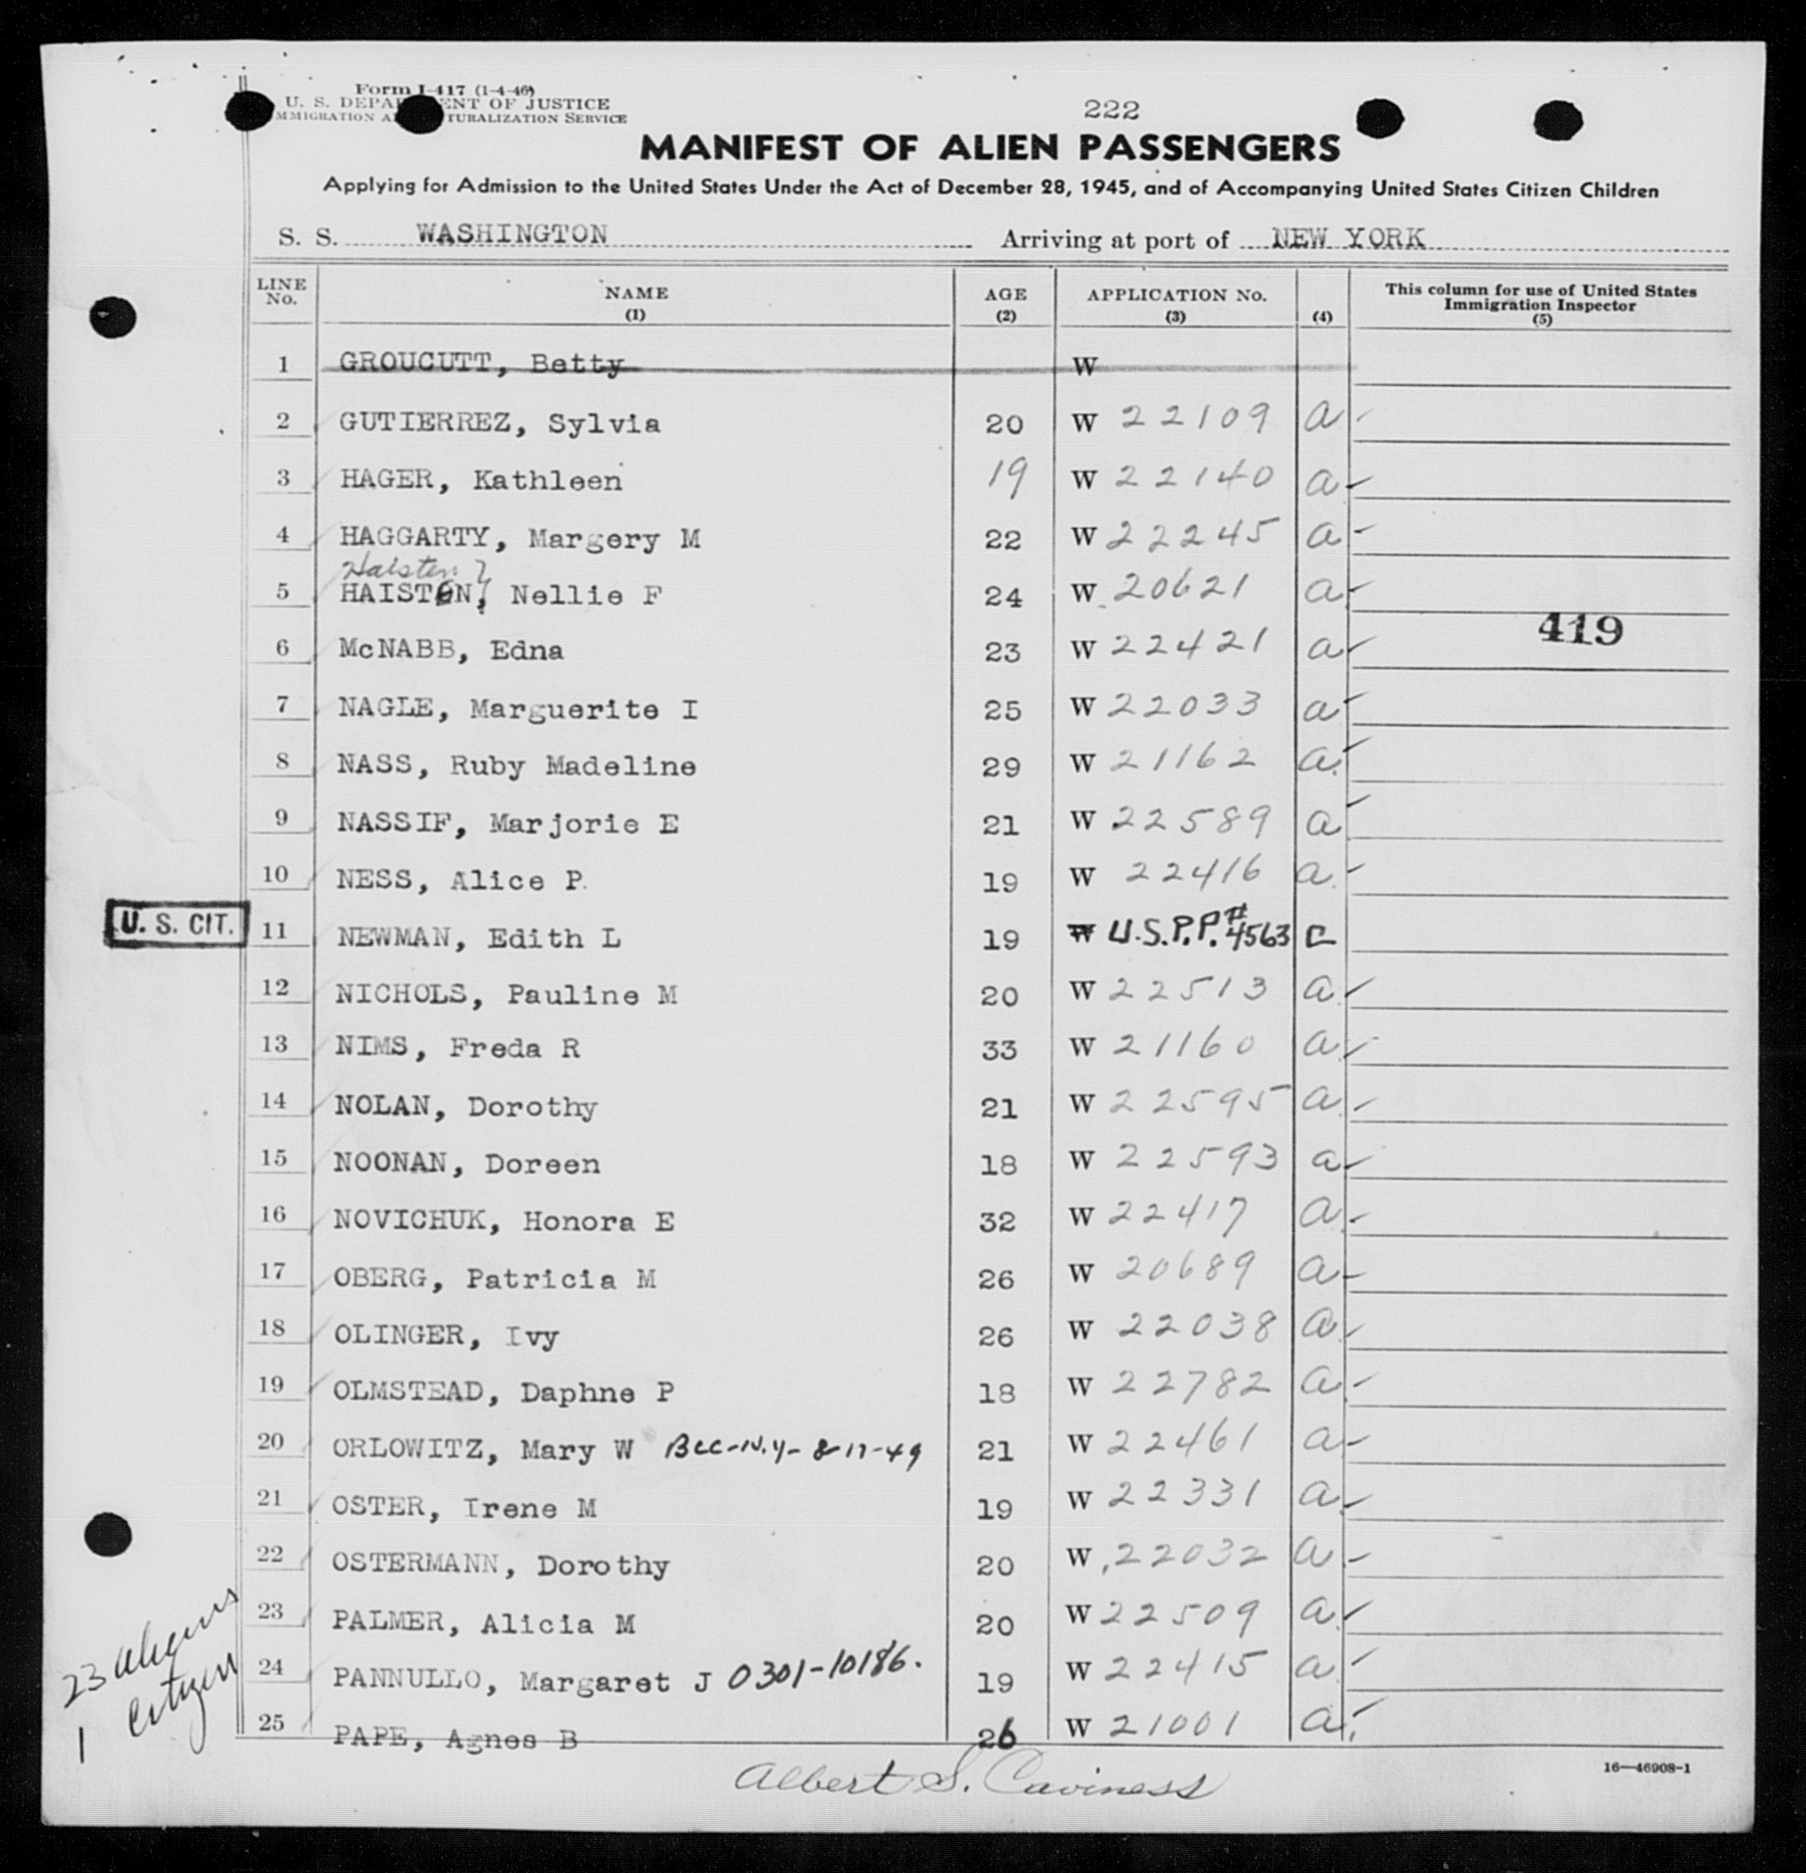 Form I-417 (1-4-46)
U. S. DEPARTMENT OF JUSTICE
IMMIGRATION AND NATURALIZATION SERVICE
222
MANIFEST OF ALIEN PASSENGERS
Applying for Admission to the United States Under the Act of December 28, 1945, and of Accompanying United States Citizen Children
S. S. WASHINGTON Arriving at port of NEW YORK
LINE No. NAME (1) AGE (2) APPLICATION No. (3) (4) This column for use of United States Immigration Inspector (5)
1 GROUCUTT, Betty W
2 GUTIERREZ, Sylvia 20 W 22109 a
3 HAGER, Kathleen 19 W 22140 a
4 HAGGARTY, Margery M 22 W 22245 a
Haisten
5 HAISTEN, Nellie F 24 W 20621 a
419
6 McNABB, Edna 23 W 22421 a
7 NAGLE, Marguerite I 25 W 22033 a
8 NASS, Ruby Madeline 29 W 21162 a
9 NASSIF, Marjorie E 21 W 22589 a
10 NESS, Alice P. 19 W 22416 a
U. S. CIT. 11 NEWMAN, Edith L 19 W U.S.P.P. # 4563 C
12 NICHOLS, Pauline M 20 W 22513 a
13 NIMS, Freda R 33 W 21160 a
14 NOLAN, Dorothy 21 W 22595 a
15 NOONAN, Doreen 18 W 22593 a
16 NOVICHUK, Honora E 32 W 22417 a
17 OBERG, Patricia M 26 W 20689 a
18 OLINGER, Ivy 26 W 22038 a
19 OLMSTEAD, Daphne P 18 W 22782 a
20 ORLOWITZ, Mary W Bcc-N.Y-8-17-49 21 W 22461 a
21 OSTER, Irene M 19 W 22331 a
22 OSTERMANN, Dorothy 20 W 22032 a
23 PALMER, Alicia M 20 W 22509 a
24 PANNULLO, Margaret J 0301-10186. 19 W 22415 a
25 PAPE, Agnes B 26 W 21001 a
23 aliens
1 citizen
Albert S. Caviness
16—46908-1